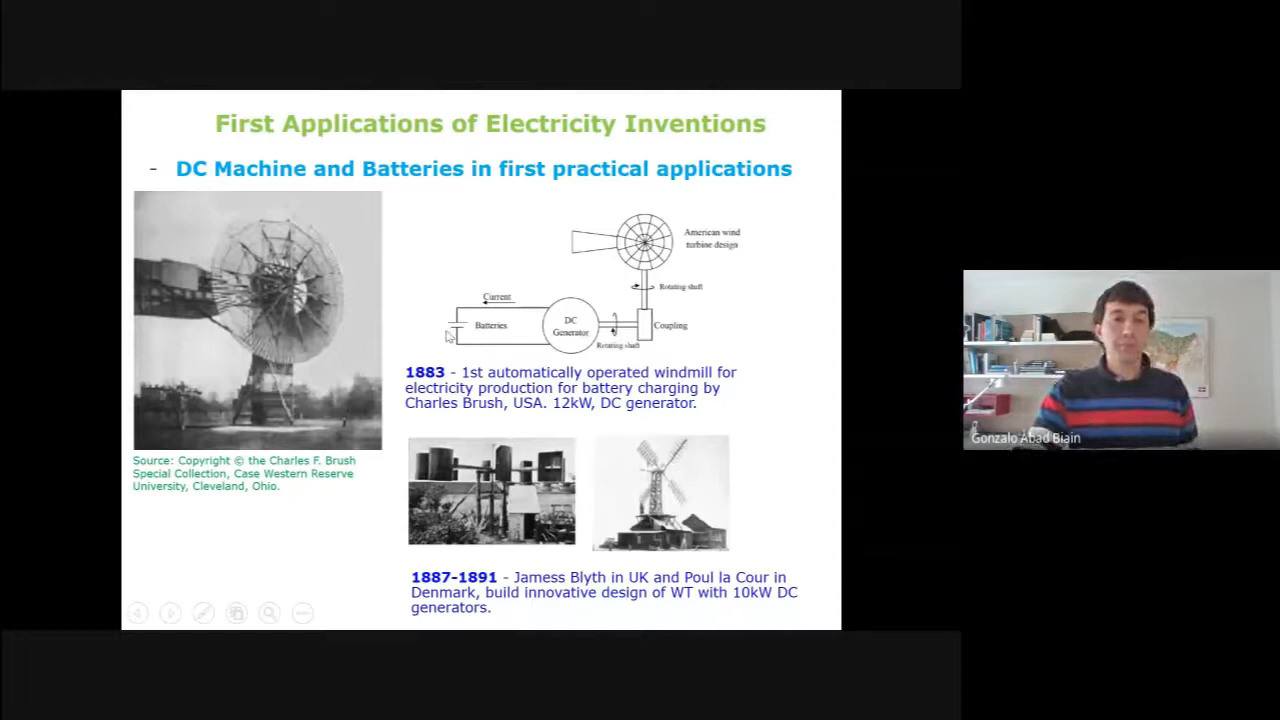 First Applications of Electricity Inventions
- DC Machine and Batteries in first practical applications
American wind
turbine design
Rotating shaft
Current
Batteries
DC
Generator
Coupling
Rotating shaft
1883 - 1st automatically operated windmill for
electricity production for battery charging by
Charles Brush, USA. 12kW, DC generator.
Source: Copyright © the Charles F. Brush
Special Collection, Case Western Reserve
University, Cleveland, Ohio.
1887-1891 - Jamess Blyth in UK and Poul la Cour in
Denmark, build innovative design of WT with 10kW DC
generators.
Gonzalo Abad Biain